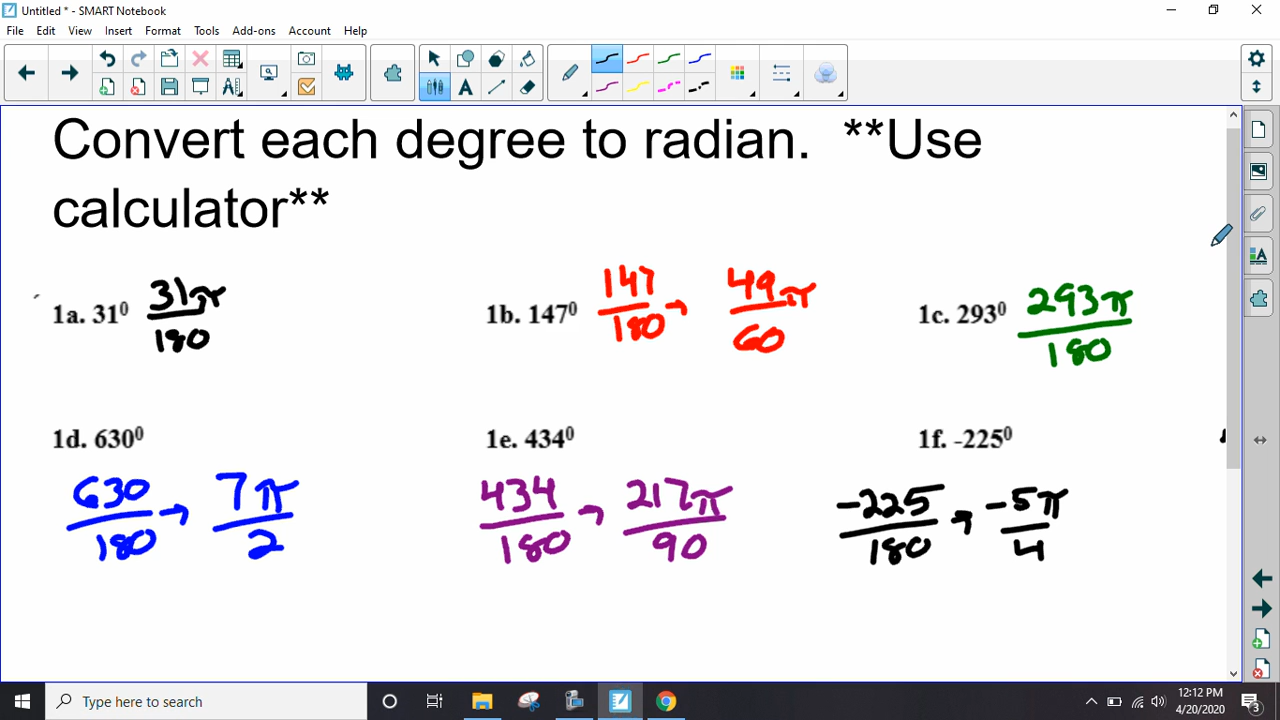 Untitled * - SMART Notebook
File Edit View Insert Format Tools Add-ons Account Help
Convert each degree to radian. **Use
calculator**
1a. 31⁰ 31π/180
1b. 147⁰ 147/180 → 49π/60
1c. 293⁰ 293π/180
1d. 630⁰
630/180 → 7π/2
1e. 434⁰
434/180 → 217π/90
1f. -225⁰
-225/180 → -5π/4
Type here to search
12:12 PM
4/20/2020
3